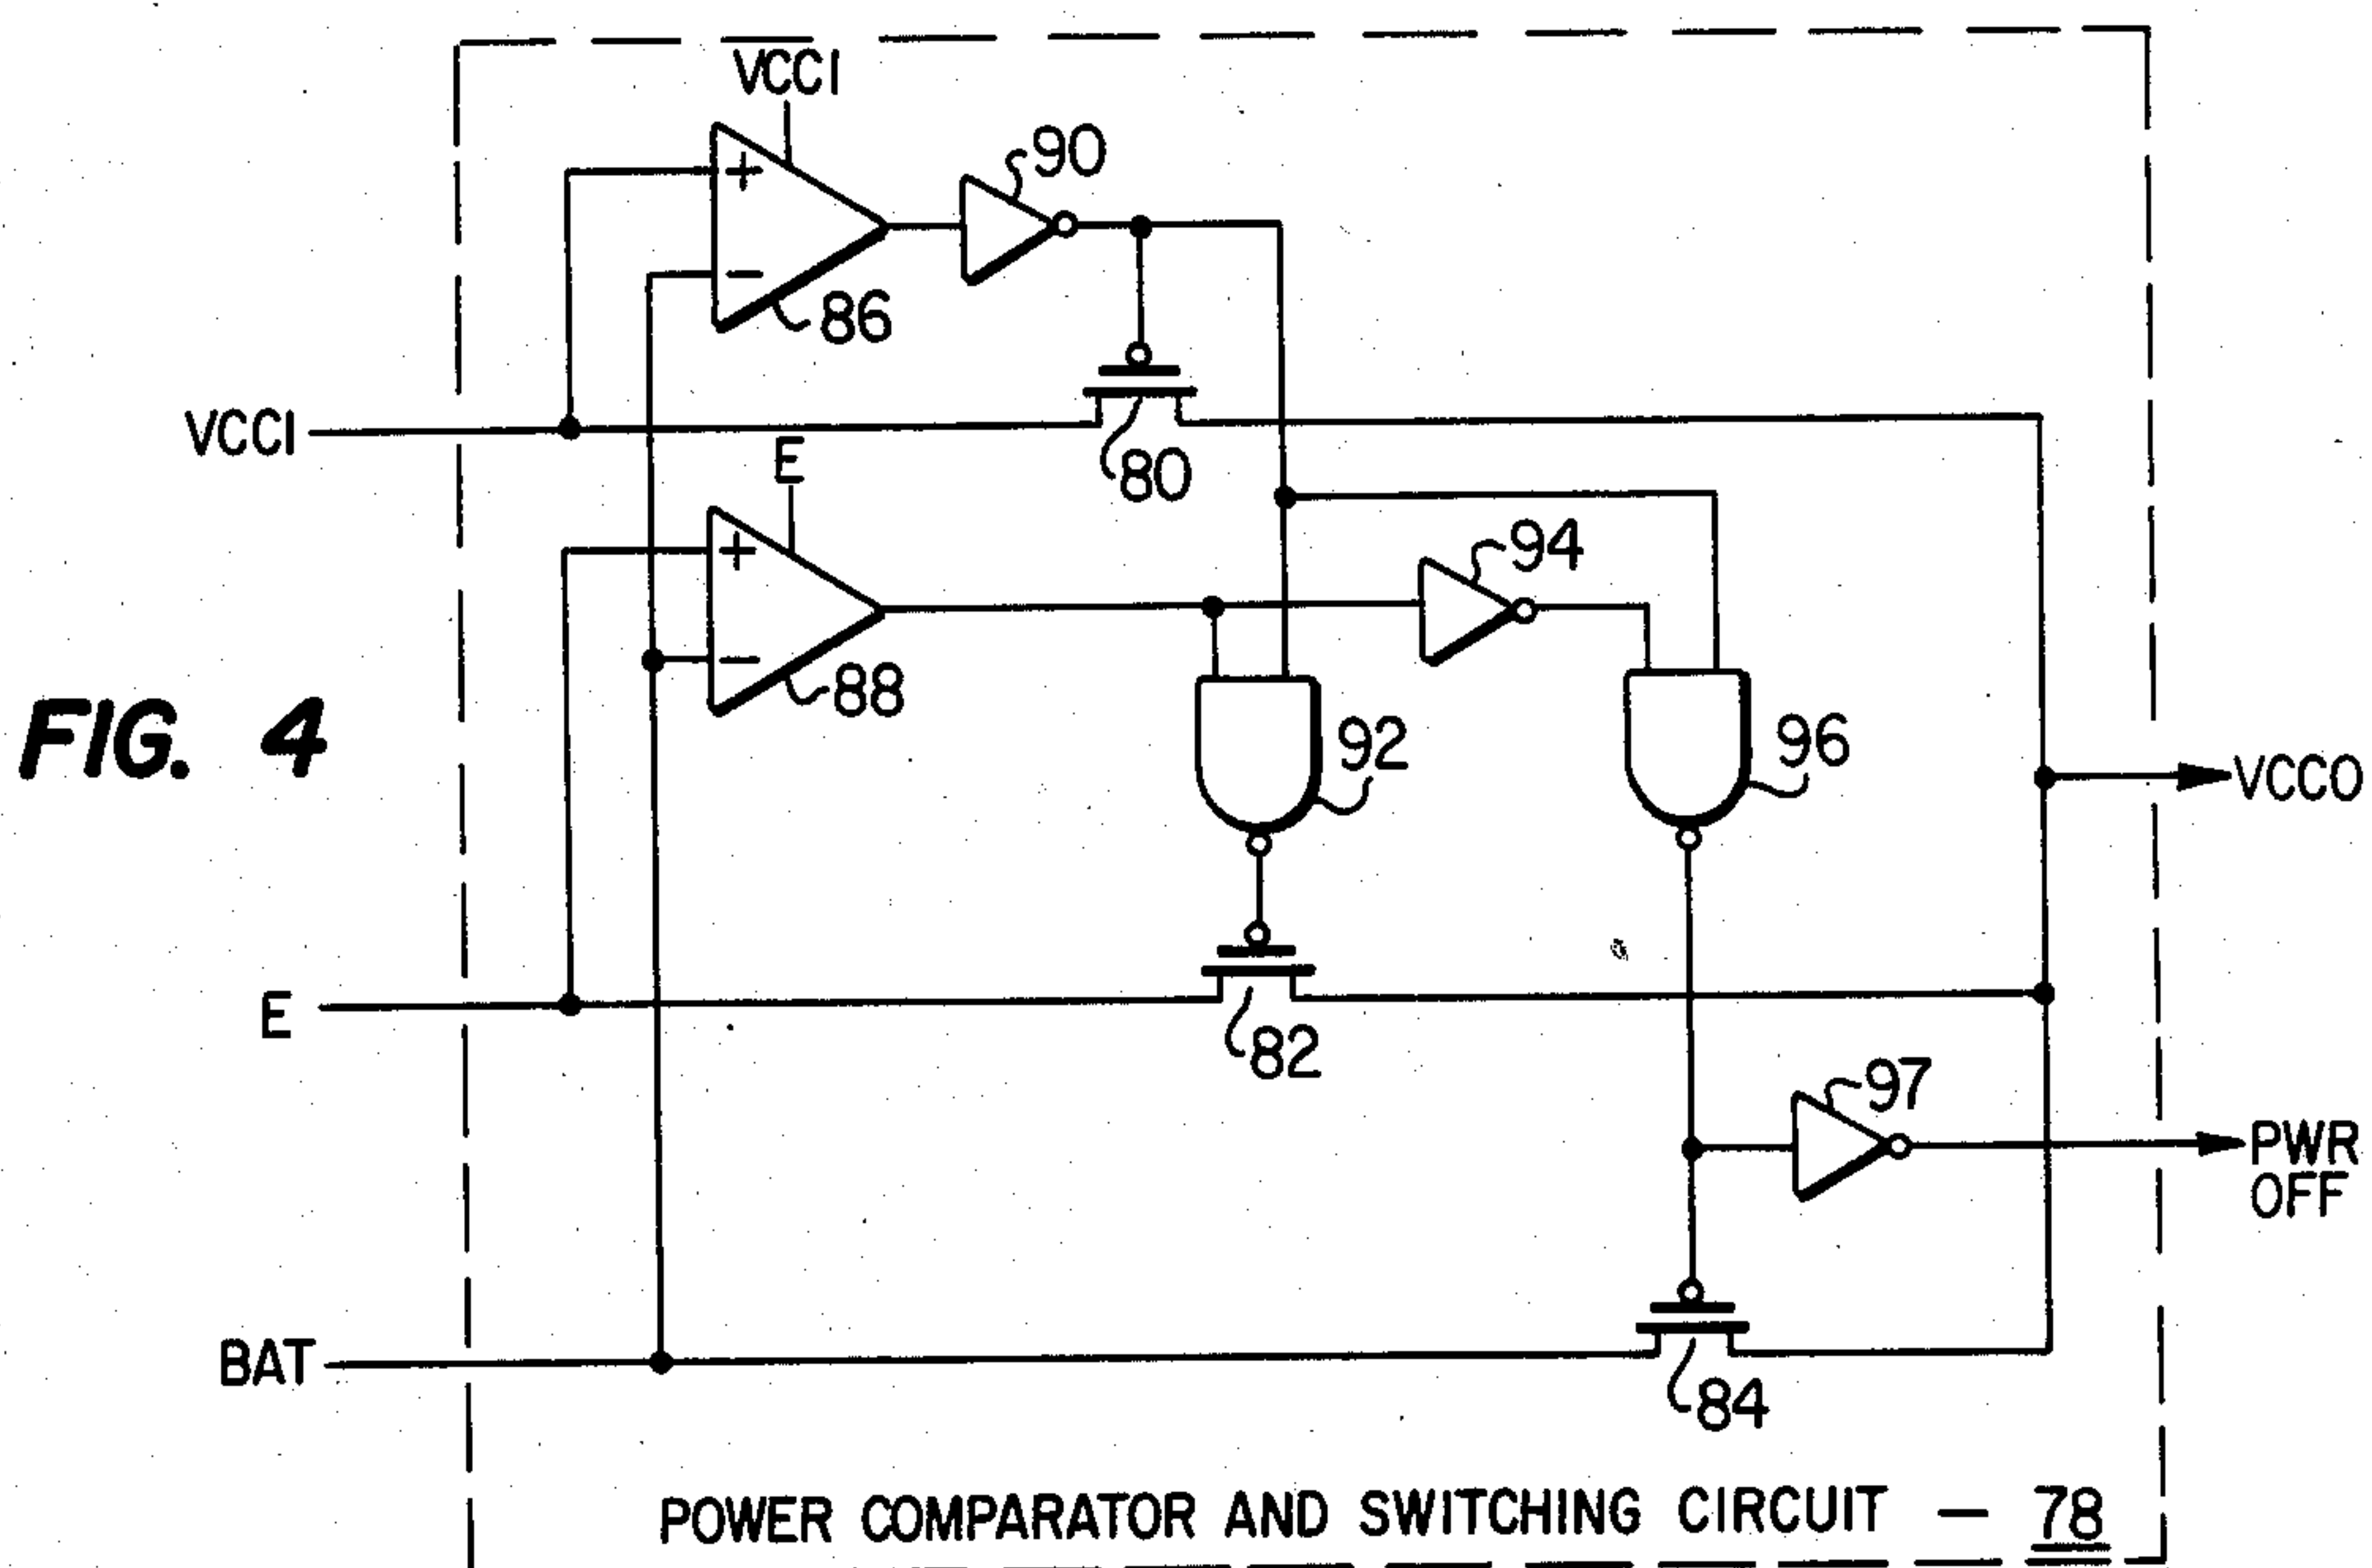 VCCI
+
90
−
86
VCCI
80
E
+
94
−
88
FIG. 4
92
96
VCCO
E
82
97
PWR
OFF
BAT
84
POWER COMPARATOR AND SWITCHING CIRCUIT — 78